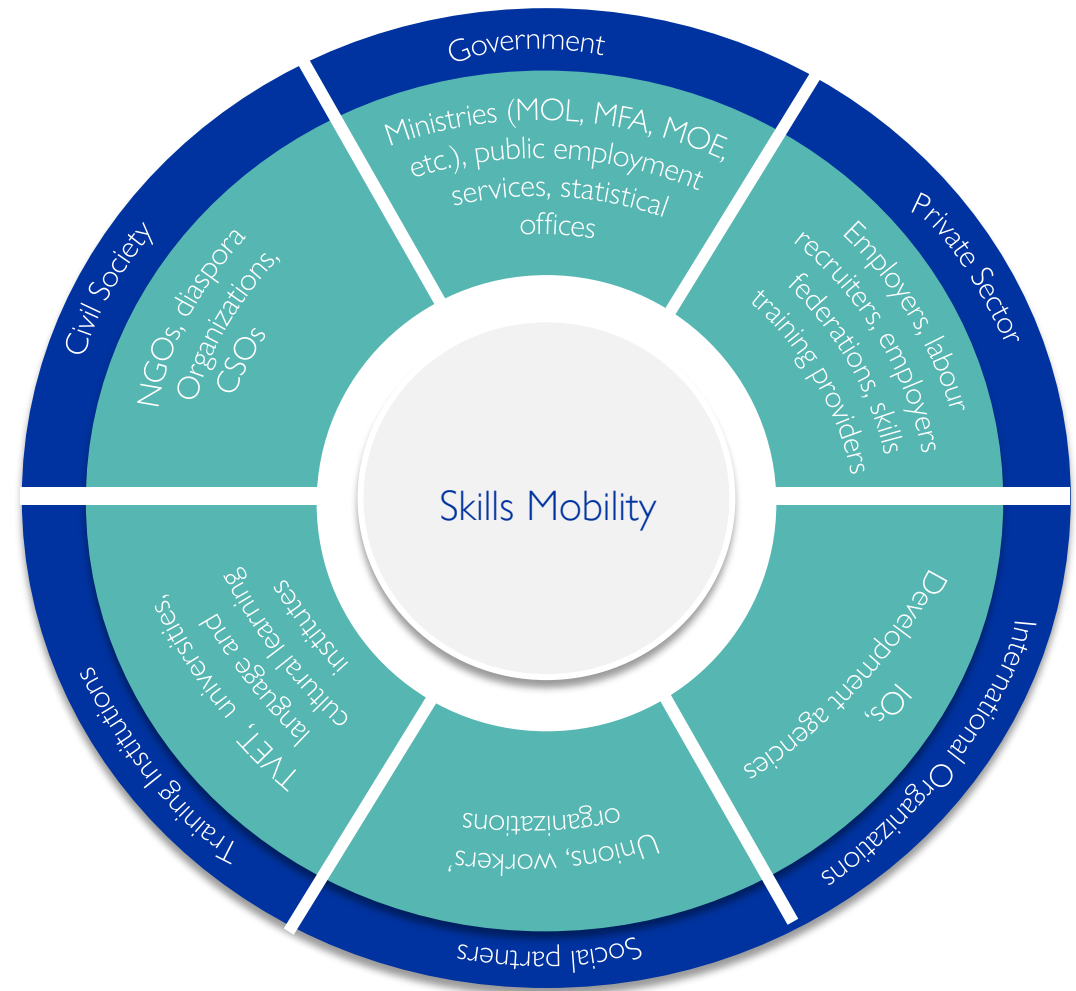 Government
Ministries (MOL, MFA, MOE,
etc.), public employment
services, statistical
offices
Private Sector
Employers, labour
recruiters, employers
federations, skills
training providers
International Organizations
IOs,
Development agencies
Social partners
Unions, workers'
organizations
Training Institutions
TVET, universities,
language and
cultural learning
institutes
Civil Society
NGOs, diaspora
Organizations,
CSOs
Skills Mobility